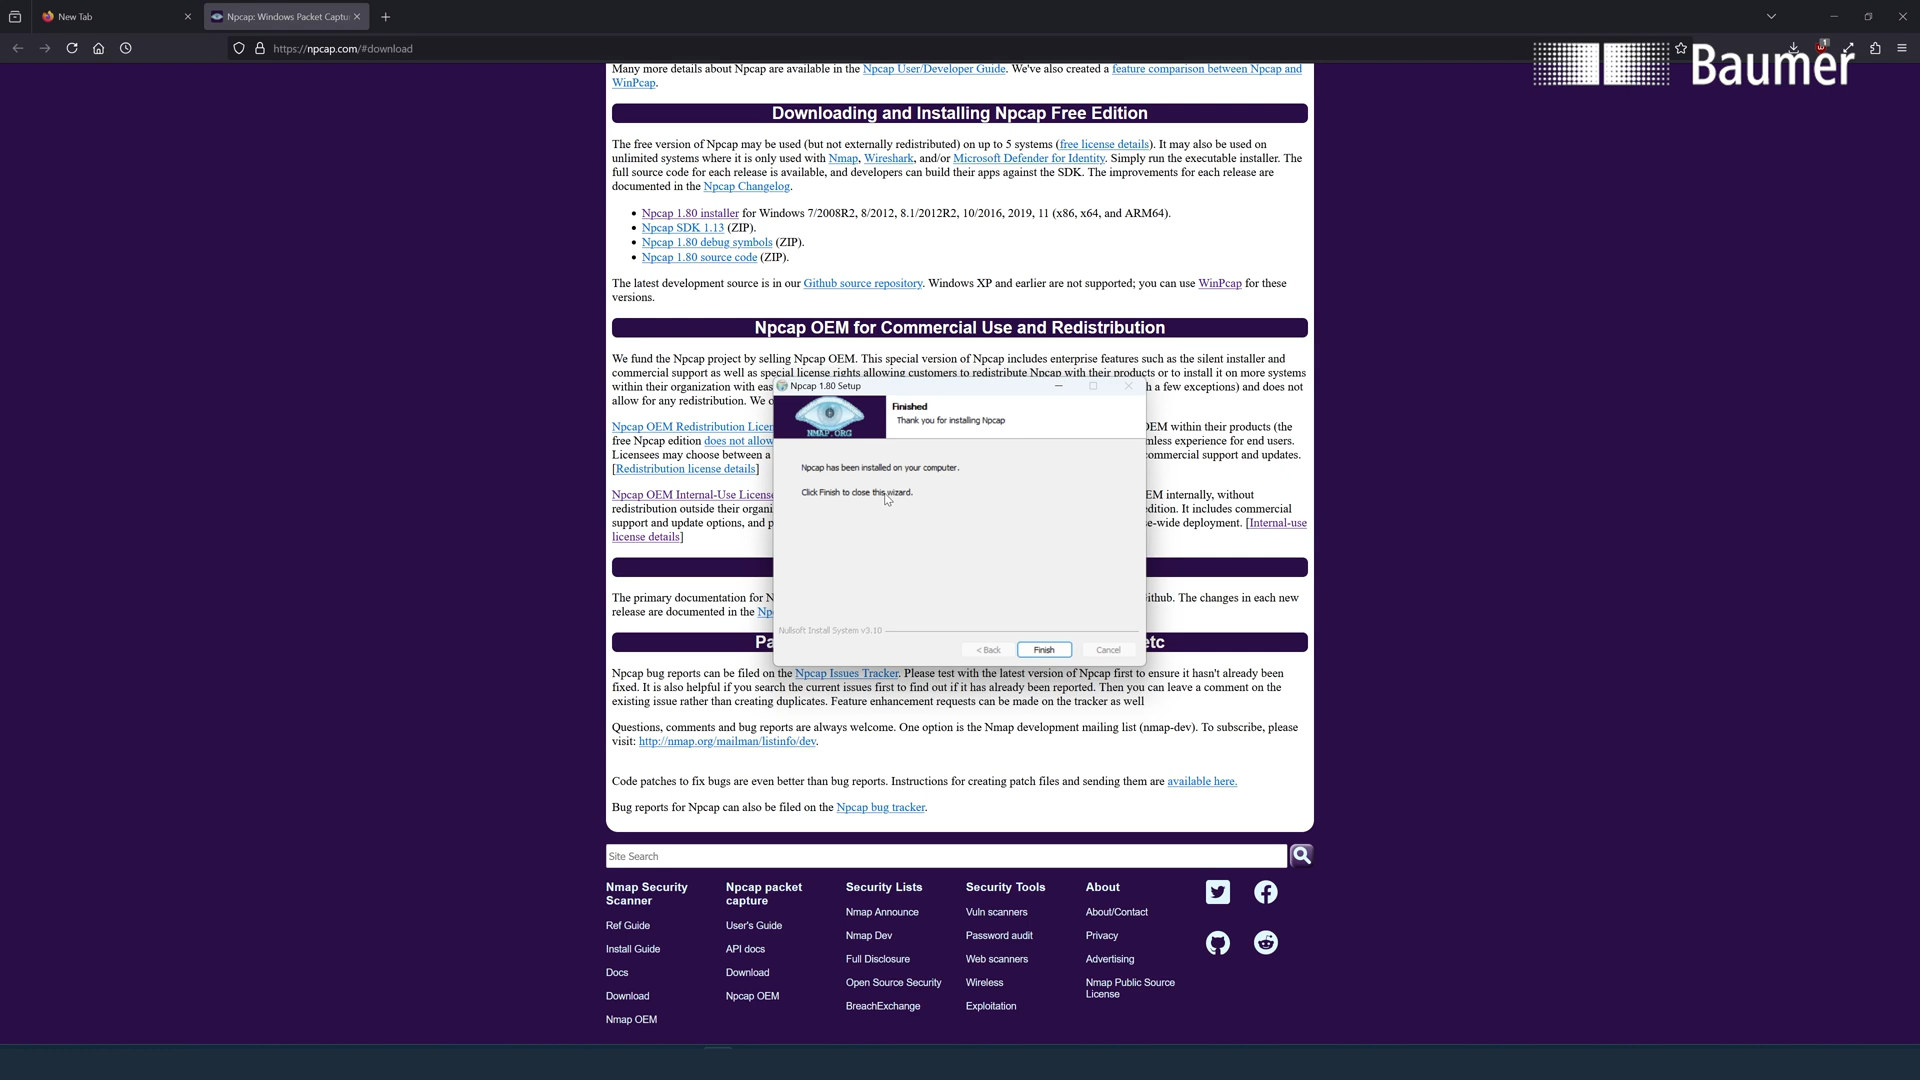 New Tab
Npcap: Windows Packet Captu
https://npcap.com/#download
1
Baumer
Many more details about Npcap are available in the Npcap User/Developer Guide. We've also created a feature comparison between Npcap and
WinPcap.
Downloading and Installing Npcap Free Edition
The free version of Npcap may be used (but not externally redistributed) on up to 5 systems (free license details). It may also be used on
unlimited systems where it is only used with Nmap, Wireshark, and/or Microsoft Defender for Identity. Simply run the executable installer. The
full source code for each release is available, and developers can build their apps against the SDK. The improvements for each release are
documented in the Npcap Changelog.
• Npcap 1.80 installer for Windows 7/2008R2, 8/2012, 8.1/2012R2, 10/2016, 2019, 11 (x86, x64, and ARM64).
• Npcap SDK 1.13 (ZIP).
• Npcap 1.80 debug symbols (ZIP).
• Npcap 1.80 source code (ZIP).
The latest development source is in our Github source repository. Windows XP and earlier are not supported; you can use WinPcap for these
versions.
Npcap OEM for Commercial Use and Redistribution
We fund the Npcap project by selling Npcap OEM. This special version of Npcap includes enterprise features such as the silent installer and
commercial support as well as special license rights allowing customers to redistribute Npcap with their products or to install it on more systems
within their organization with eas
h a few exceptions) and does not
allow for any redistribution. We o
Npcap OEM Redistribution Licen
OEM within their products (the
free Npcap edition does not allow
mless experience for end users.
Licensees may choose between a
ommercial support and updates.
[Redistribution license details]
Npcap OEM Internal-Use License
EM internally, without
redistribution outside their organi
dition. It includes commercial
support and update options, and p
e-wide deployment. [Internal-use
license details]
The primary documentation for N
ithub. The changes in each new
release are documented in the Np
Pa
etc
Npcap 1.80 Setup
NMAP.ORG
Finished
Thank you for installing Npcap
Npcap has been installed on your computer.
Click Finish to close this wizard.
Nullsoft Install System v3.10
< Back
Finish
Cancel
Npcap bug reports can be filed on the Npcap Issues Tracker. Please test with the latest version of Npcap first to ensure it hasn't already been
fixed. It is also helpful if you search the current issues first to find out if it has already been reported. Then you can leave a comment on the
existing issue rather than creating duplicates. Feature enhancement requests can be made on the tracker as well
Questions, comments and bug reports are always welcome. One option is the Nmap development mailing list (nmap-dev). To subscribe, please
visit: http://nmap.org/mailman/listinfo/dev.
Code patches to fix bugs are even better than bug reports. Instructions for creating patch files and sending them are available here.
Bug reports for Npcap can also be filed on the Npcap bug tracker.
Site Search
Nmap Security
Scanner
Ref Guide
Install Guide
Docs
Download
Nmap OEM
Npcap packet
capture
User's Guide
API docs
Download
Npcap OEM
Security Lists
Nmap Announce
Nmap Dev
Full Disclosure
Open Source Security
BreachExchange
Security Tools
Vuln scanners
Password audit
Web scanners
Wireless
Exploitation
About
About/Contact
Privacy
Advertising
Nmap Public Source
License